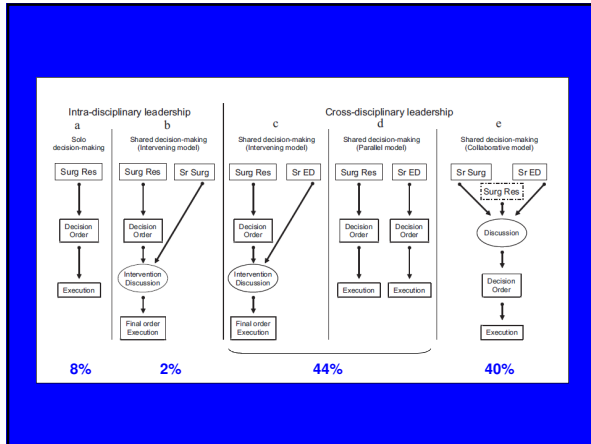 Intra-disciplinary leadership
Cross-disciplinary leadership
a
Solo
decision-making
Surg Res
Decision
Order
Execution
b
Shared decision-making
(Intervening model)
Surg Res
Sr Surg
Decision
Order
Intervention
Discussion
Final order
Execution
c
Shared decision-making
(Intervening model)
Surg Res
Sr ED
Decision
Order
Intervention
Discussion
Final order
Execution
d
Shared decision-making
(Parallel model)
Surg Res
Sr ED
Decision
Order
Decision
Order
Execution
Execution
e
Shared decision-making
(Collaborative model)
Sr Surg
Sr ED
Surg Res
Discussion
Decision
Order
Execution
8%
2%
44%
40%